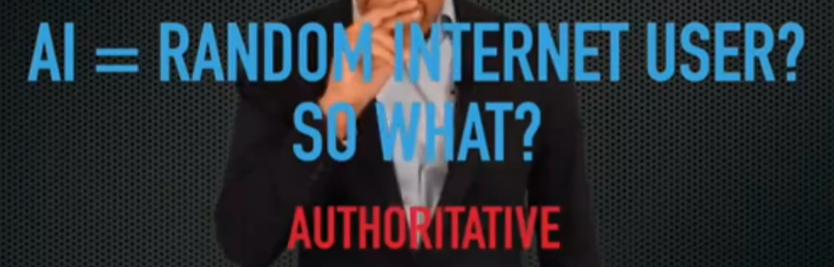 AI = RANDOM INTERNET USER?
SO WHAT?
AUTHORITATIVE